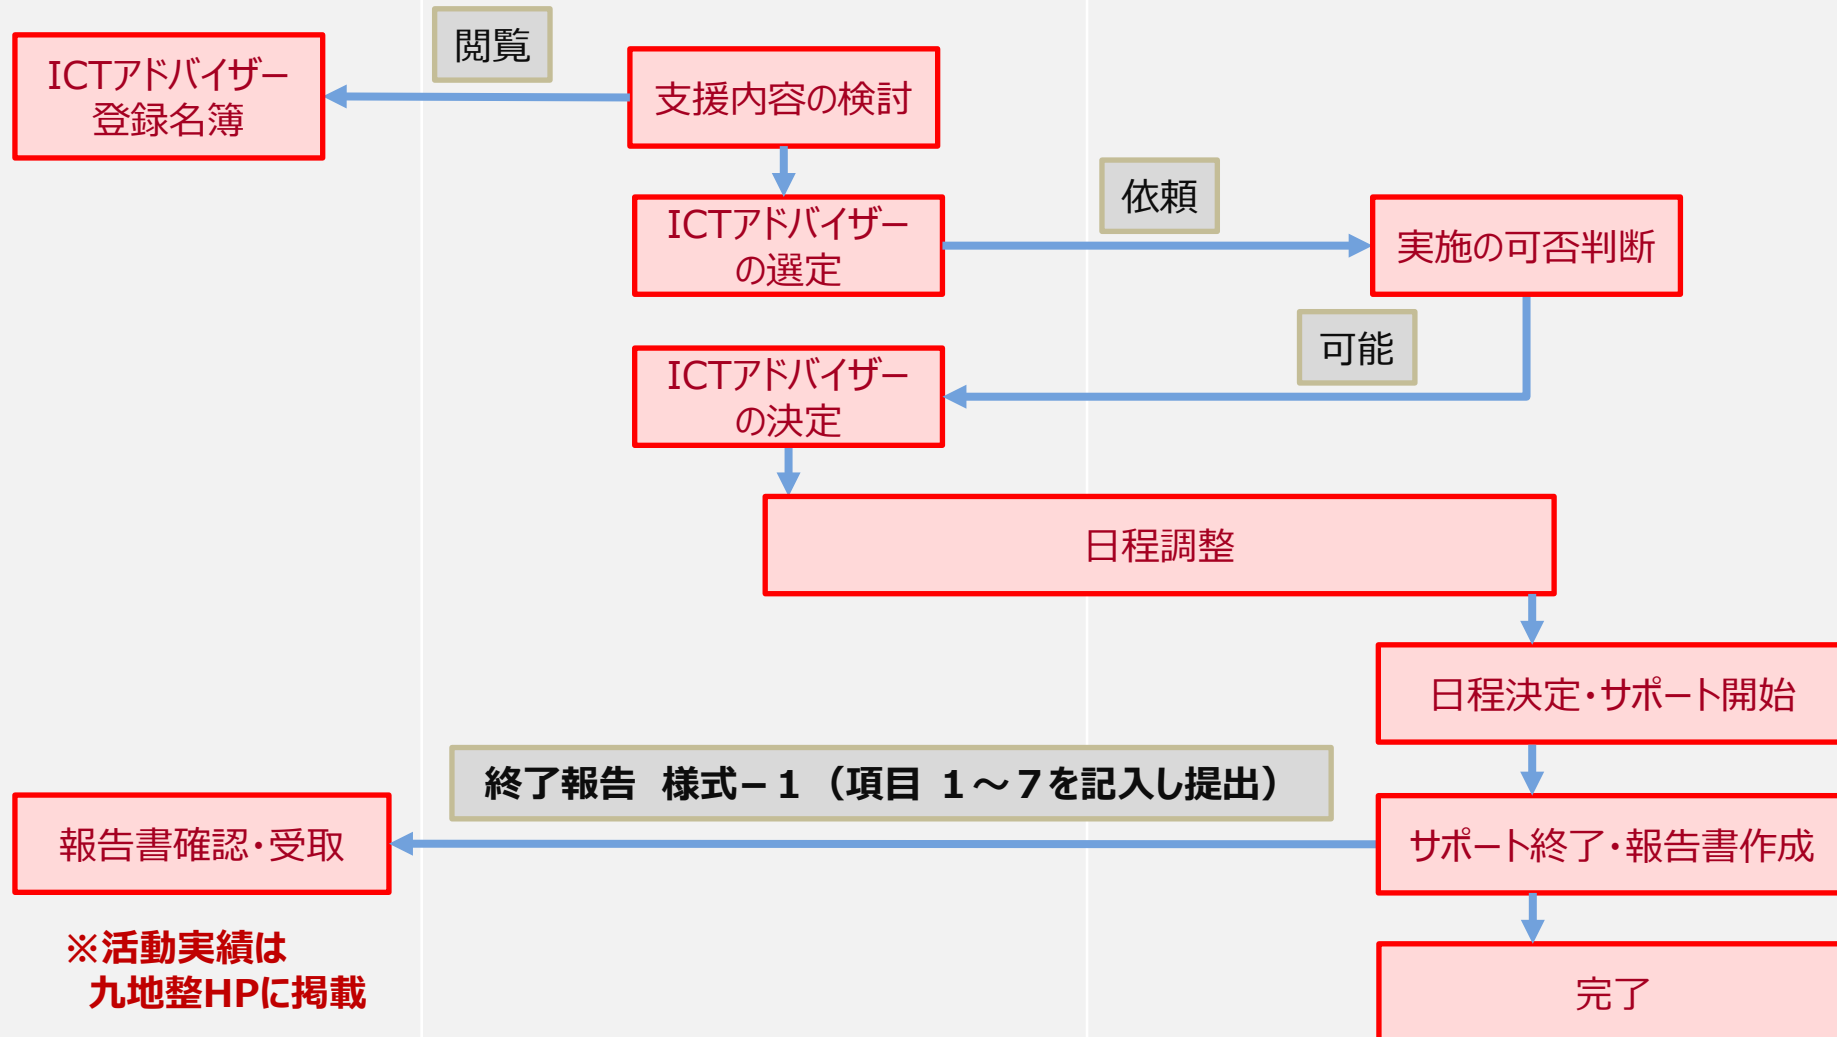 閲覧
ICTアドバイザー
登録名簿
支援内容の検討
依頼
ICTアドバイザー
の選定
実施の可否判断
可能
ICTアドバイザー
の決定
日程調整
日程決定・サポート開始
終了報告 様式－１（項目 １～７を記入し提出）
報告書確認・受取
サポート終了・報告書作成
※活動実績は
九地整HPに掲載
完了